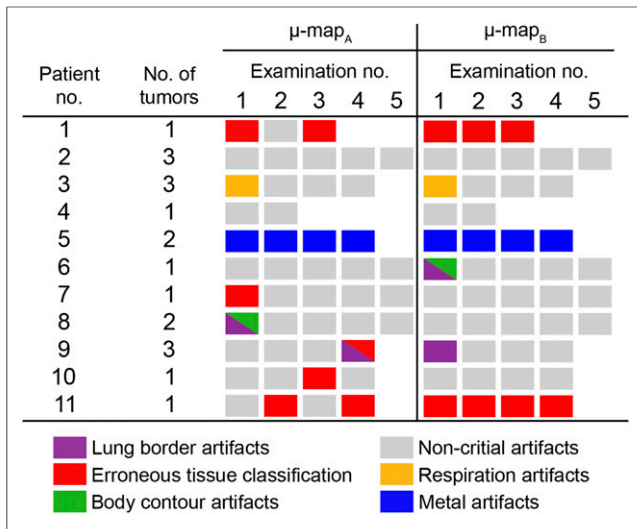 μ-mapA μ-mapB
Patient no. No. of tumors Examination no. Examination no.
1 2 3 4 5 1 2 3 4 5
1 1
2 3
3 3
4 1
5 2
6 1
7 1
8 2
9 3
10 1
11 1
Lung border artifacts Non-critial artifacts
Erroneous tissue classification Respiration artifacts
Body contour artifacts Metal artifacts